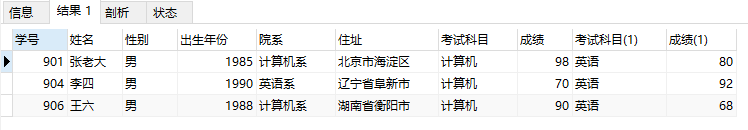 信息 结果 1 剖析 状态
学号 姓名 性别 出生年份 院系 住址 考试科目 成绩 考试科目(1) 成绩(1)
901 张老大 男 1985 计算机系 北京市海淀区 计算机 98 英语 80
904 李四 男 1990 英语系 辽宁省阜新市 计算机 70 英语 92
906 王六 男 1988 计算机系 湖南省衡阳市 计算机 90 英语 68